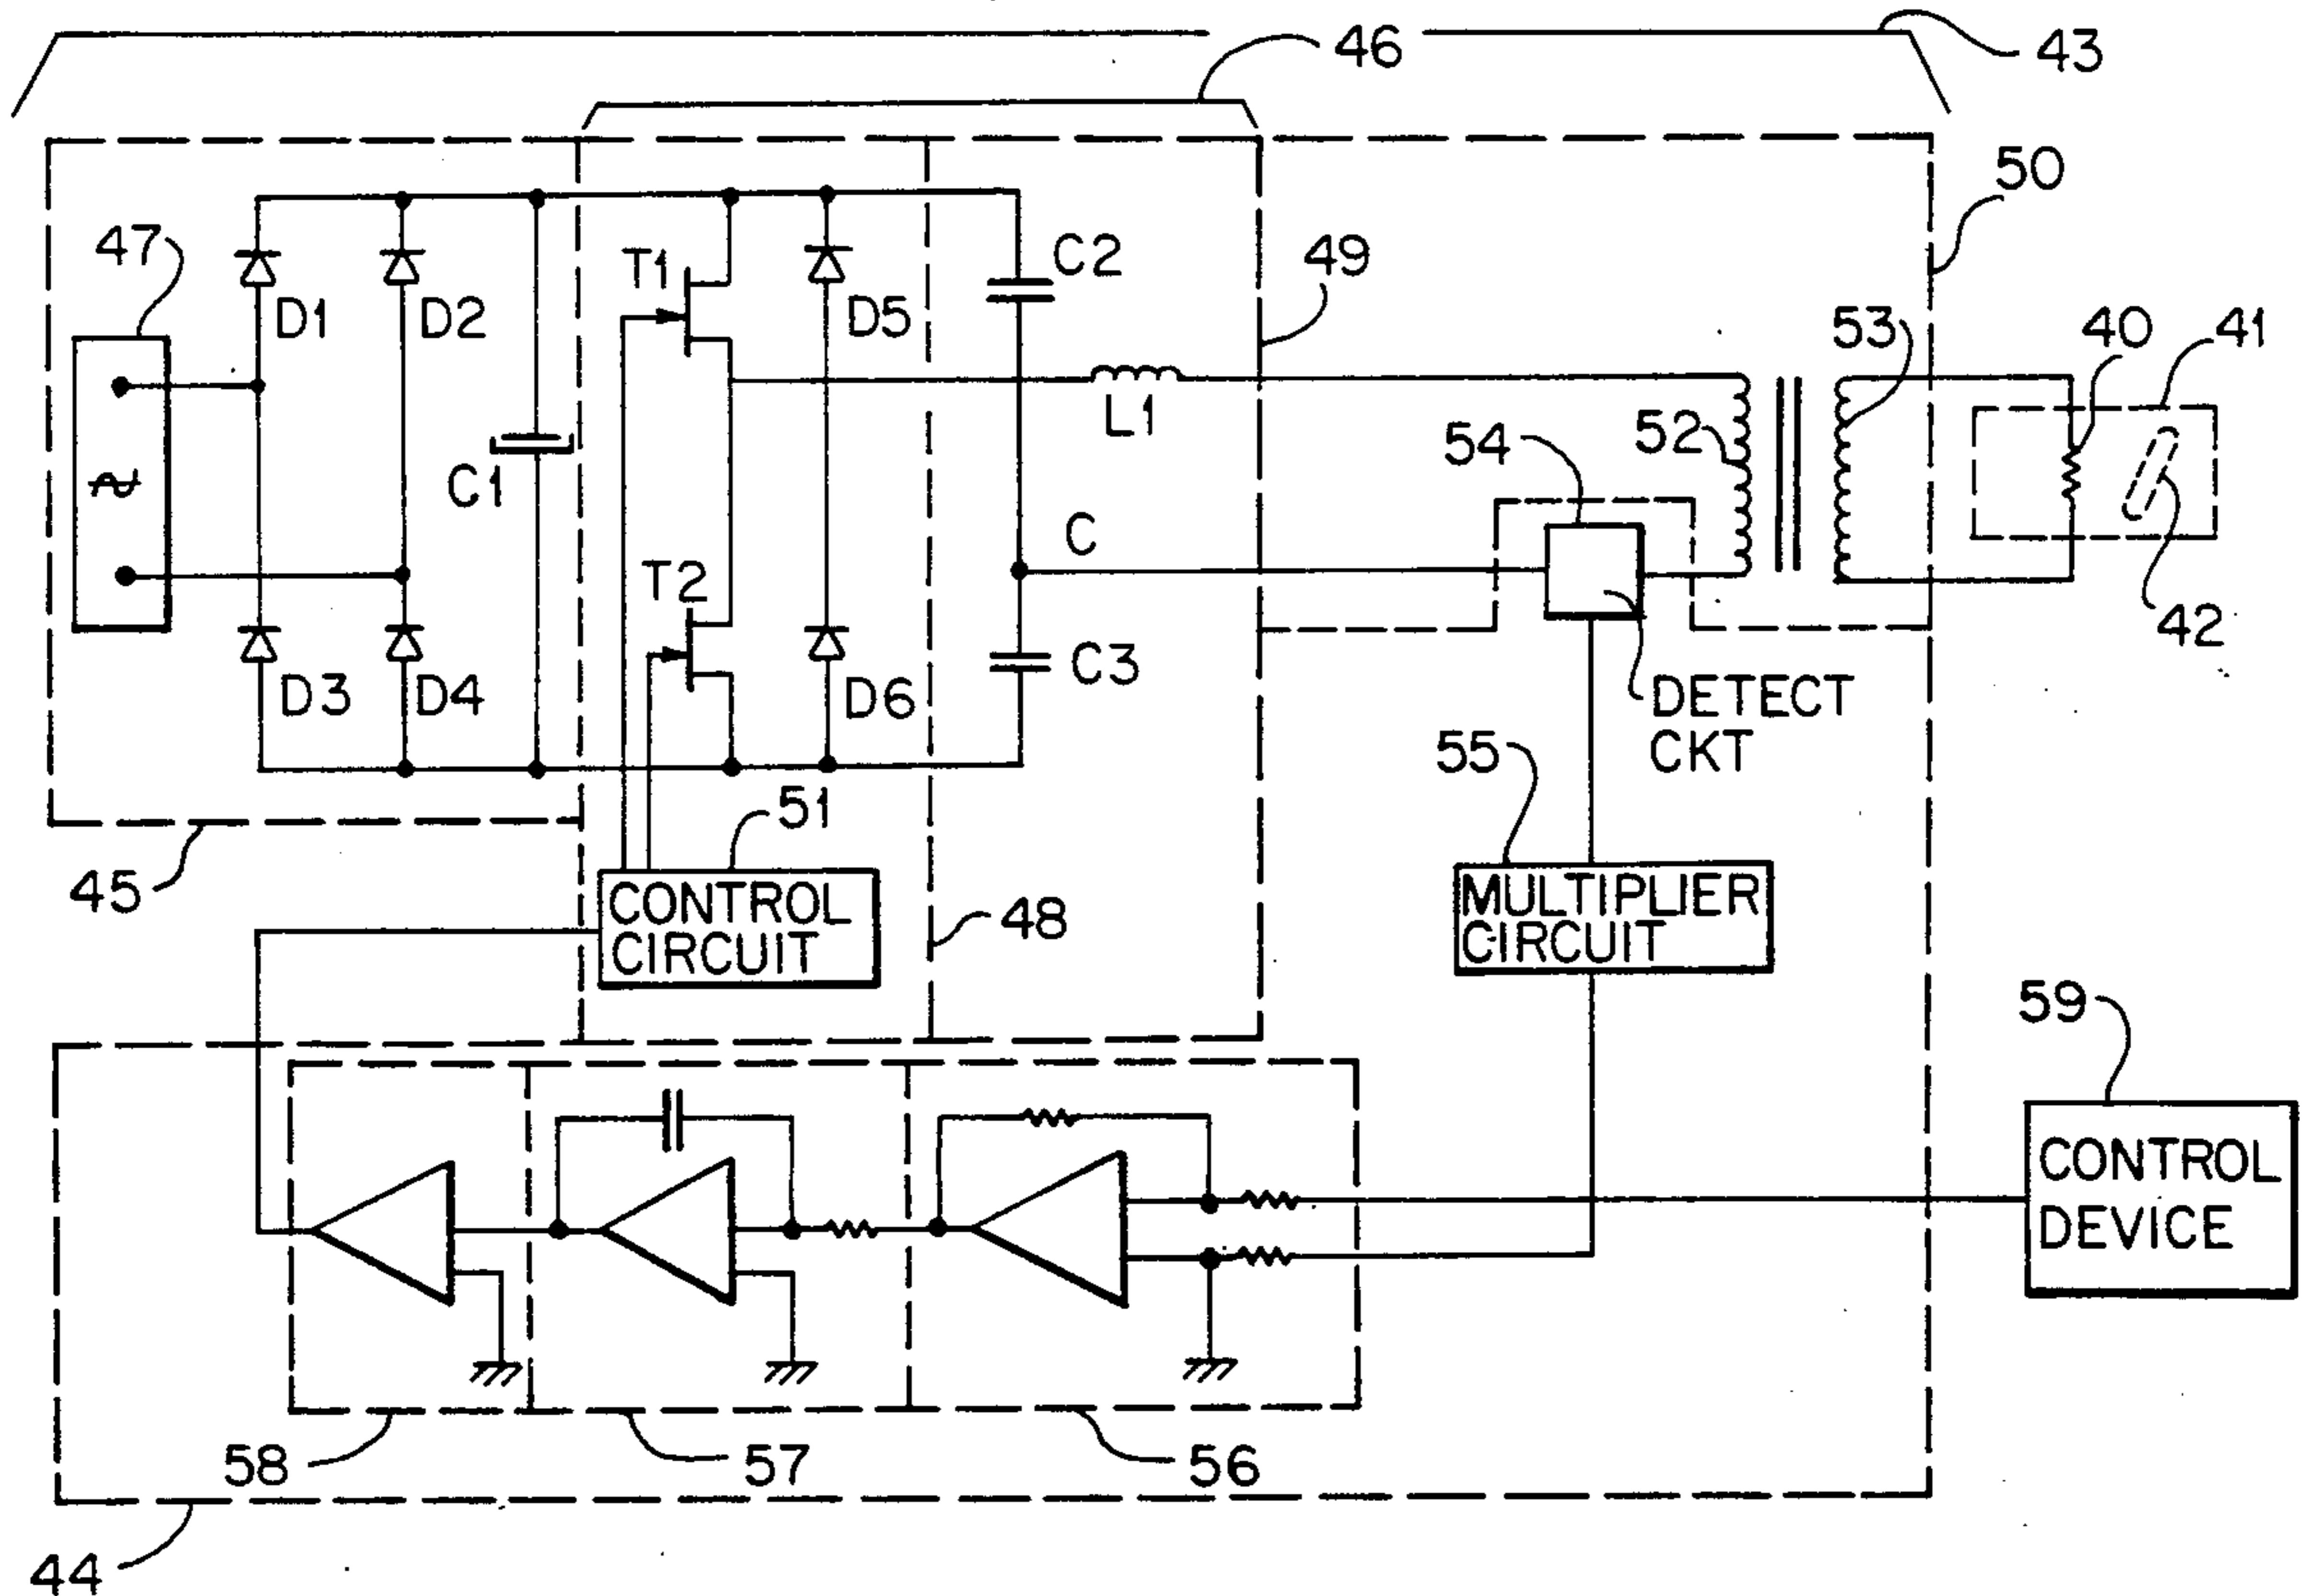 46
43
50
47
D1
D2
T1
D5
C2
49
53
40
41
L1
54
52
C1
C
T2
42
D3
D4
D6
C3
DETECT
CKT
55
51
45
CONTROL
CIRCUIT
48
MULTIPLIER
CIRCUIT
59
CONTROL
DEVICE
58
57
56
44